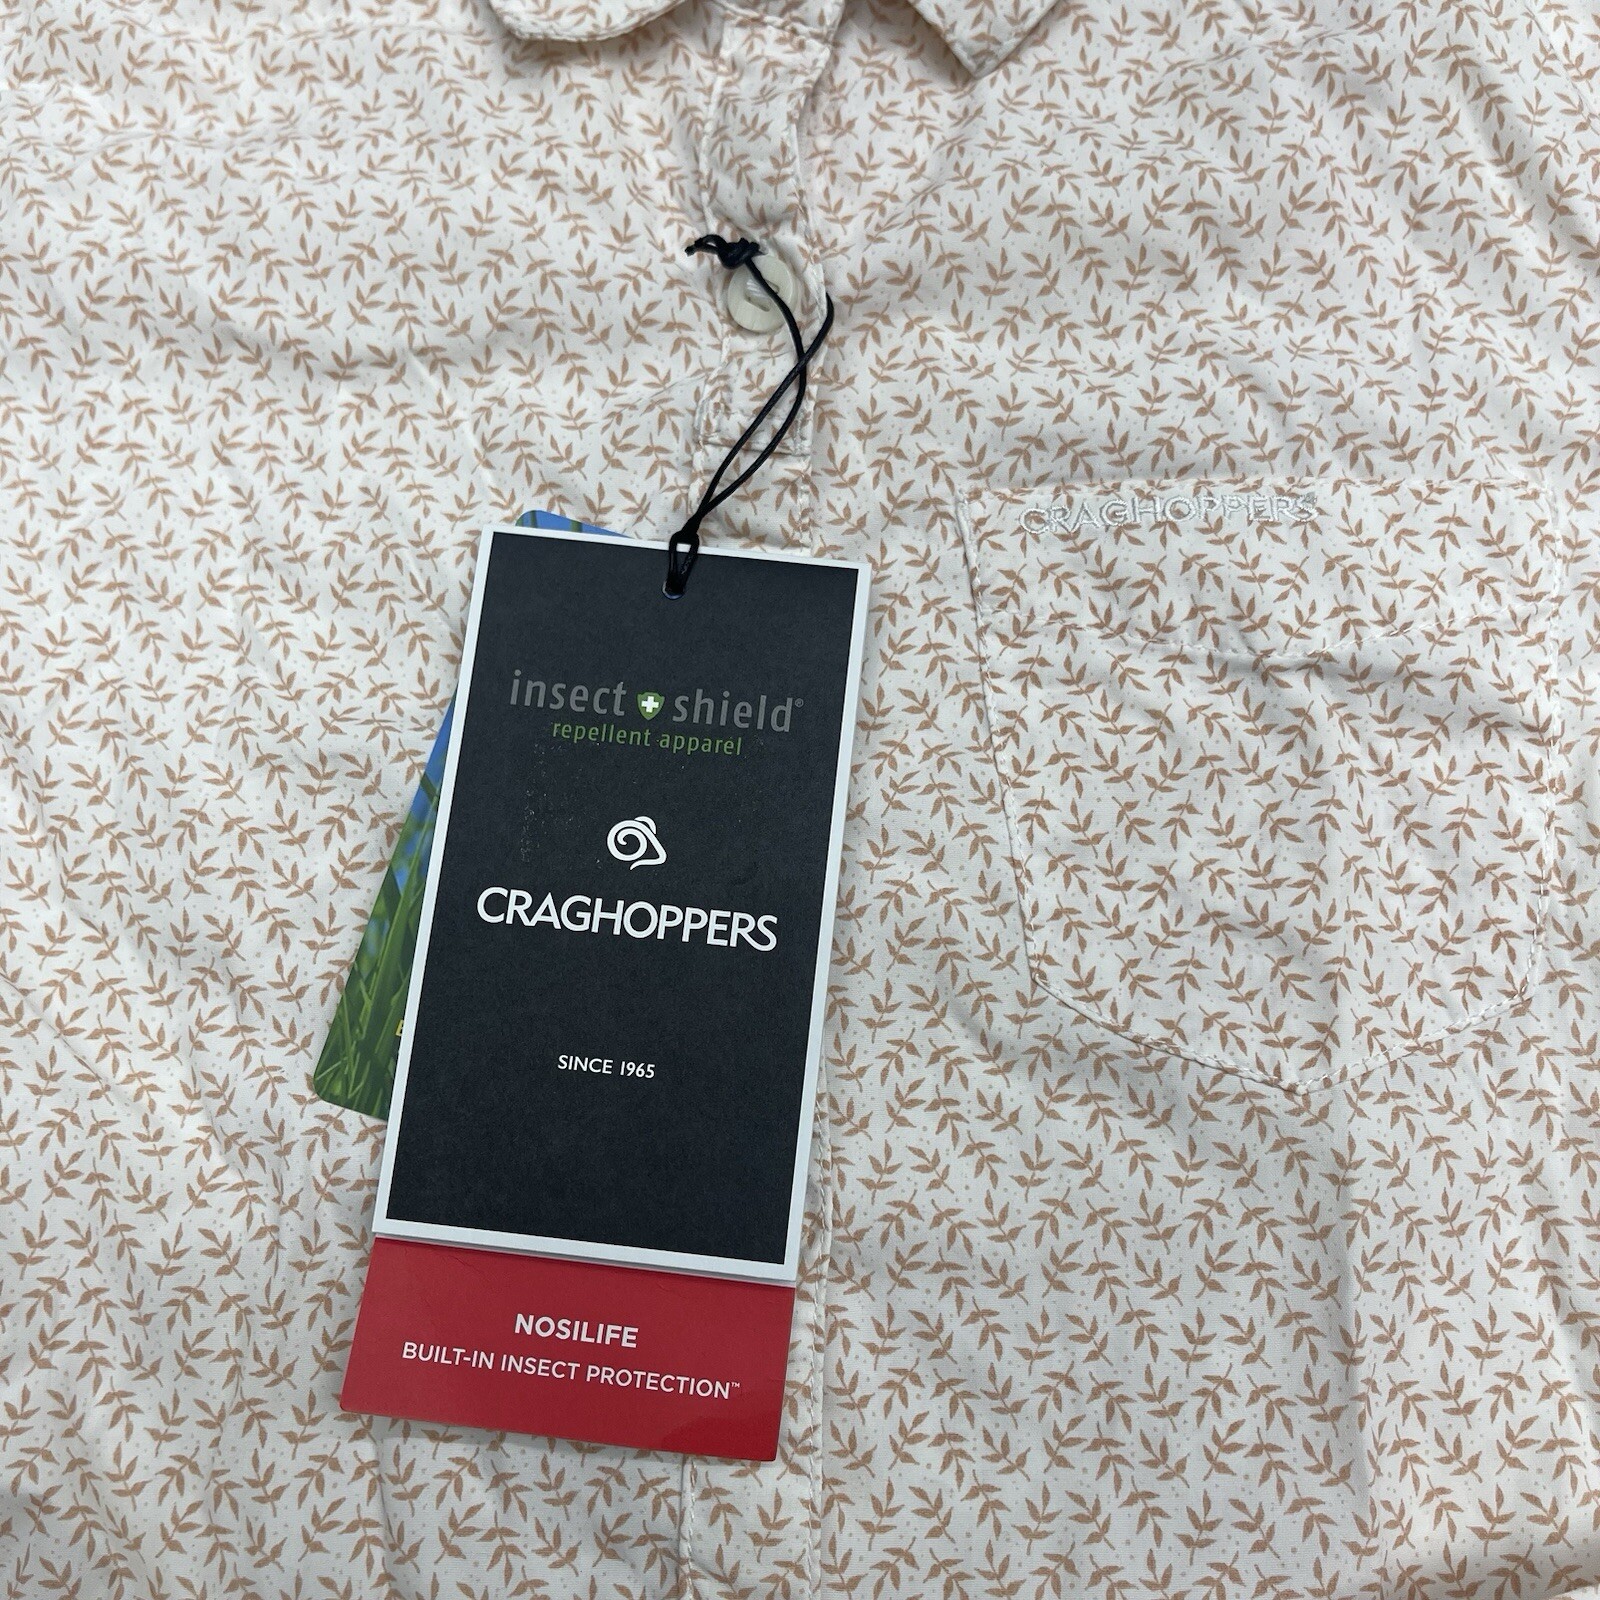 CRAGHOPPERS
insect shield®
repellent apparel
CRAGHOPPERS
SINCE 1965
NOSILIFE
BUILT-IN INSECT PROTECTION™